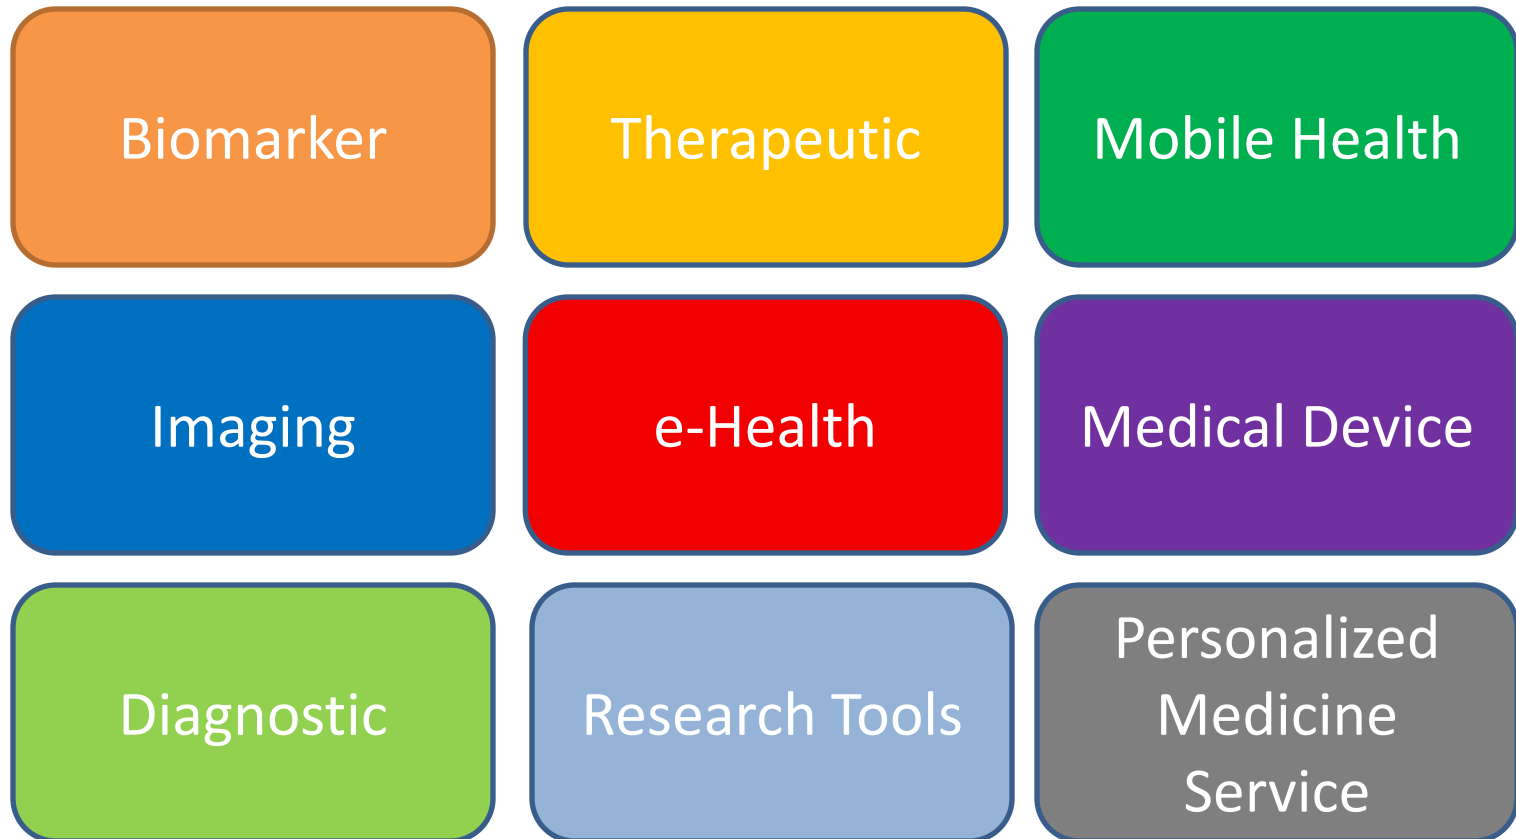 Biomarker
Therapeutic
Mobile Health
Imaging
e-Health
Medical Device
Diagnostic
Research Tools
Personalized
Medicine
Service